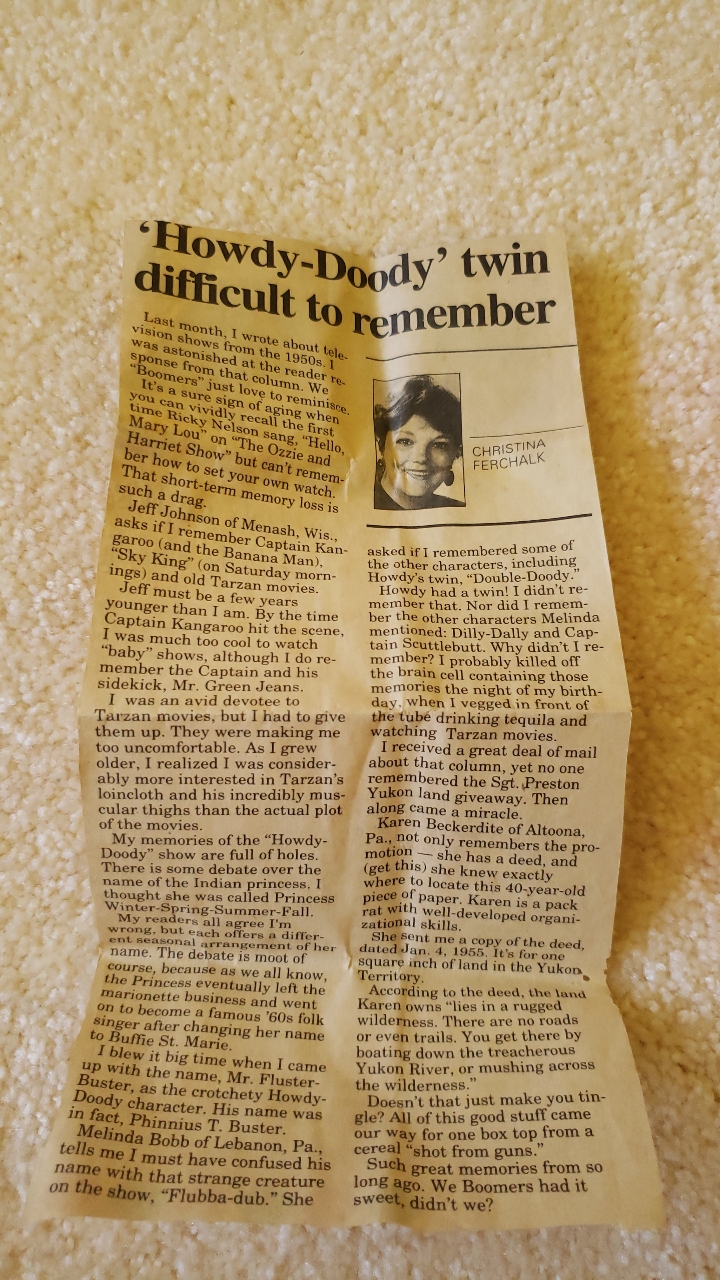 ‘Howdy-Doody’ twin
difficult to remember
Last month, I wrote about tele-
vision shows from the 1950s. I
was astonished at the reader re-
sponse from that column. We
“Boomers” just love to reminisce.
It's a sure sign of aging when
you can vividly recall the first
time Ricky Nelson sang, “Hello,
Mary Lou” on “The Ozzie and
Harriet Show” but can't remem-
ber how to set your own watch.
That short-term memory loss is
such a drag.
Jeff Johnson of Menash, Wis.,
asks if I remember Captain Kan-
garoo (and the Banana Man),
“Sky King” (on Saturday morn-
ings) and old Tarzan movies.
Jeff must be a few years
younger than I am. By the time
Captain Kangaroo hit the scene,
I was much too cool to watch
“baby” shows, although I do re-
member the Captain and his
sidekick, Mr. Green Jeans.
I was an avid devotee to
Tarzan movies, but I had to give
them up. They were making me
too uncomfortable. As I grew
older, I realized I was consider-
ably more interested in Tarzan's
loincloth and his incredibly mus-
cular thighs than the actual plot
of the movies.
My memories of the “Howdy-
Doody” show are full of holes.
There is some debate over the
name of the Indian princess. I
thought she was called Princess
Winter-Spring-Summer-Fall.
My readers all agree I'm
wrong, but each offers a differ-
ent seasonal arrangement of her
name. The debate is moot of
course, because as we all know,
the Princess eventually left the
marionette business and went
on to become a famous '60s folk
singer after changing her name
to Buffie St. Marie.
I blew it big time when I came
up with the name, Mr. Fluster-
Buster, as the crotchety Howdy-
Doody character. His name was
in fact, Phinnius T. Buster.
Melinda Bobb of Lebanon, Pa.,
tells me I must have confused his
name with that strange creature
on the show, “Flubba-dub.” She
CHRISTINA
FERCHALK
asked if I remembered some of
the other characters, including
Howdy's twin, “Double-Doody.”
Howdy had a twin! I didn't re-
member that. Nor did I remem-
ber the other characters Melinda
mentioned: Dilly-Dally and Cap-
tain Scuttlebutt. Why didn't I re-
member? I probably killed off
the brain cell containing those
memories the night of my birth-
day, when I vegged in front of
the tube drinking tequila and
watching Tarzan movies.
I received a great deal of mail
about that column, yet no one
remembered the Sgt. Preston
Yukon land giveaway. Then
along came a miracle.
Karen Beckerdite of Altoona,
Pa., not only remembers the pro-
motion — she has a deed, and
(get this) she knew exactly
where to locate this 40-year-old
piece of paper. Karen is a pack
rat with well-developed organi-
zational skills.
She sent me a copy of the deed,
dated Jan. 4, 1955. It's for one
square inch of land in the Yukon
Territory.
According to the deed, the land
Karen owns “lies in a rugged
wilderness. There are no roads
or even trails. You get there by
boating down the treacherous
Yukon River, or mushing across
the wilderness.”
Doesn't that just make you tin-
gle? All of this good stuff came
our way for one box top from a
cereal “shot from guns.”
Such great memories from so
long ago. We Boomers had it
sweet, didn't we?